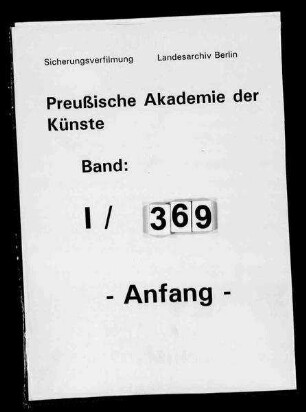 Sicherungsverfilmung Landesarchiv Berlin
Preußische Akademie der
Künste
Band:
I / 369
- Anfang -